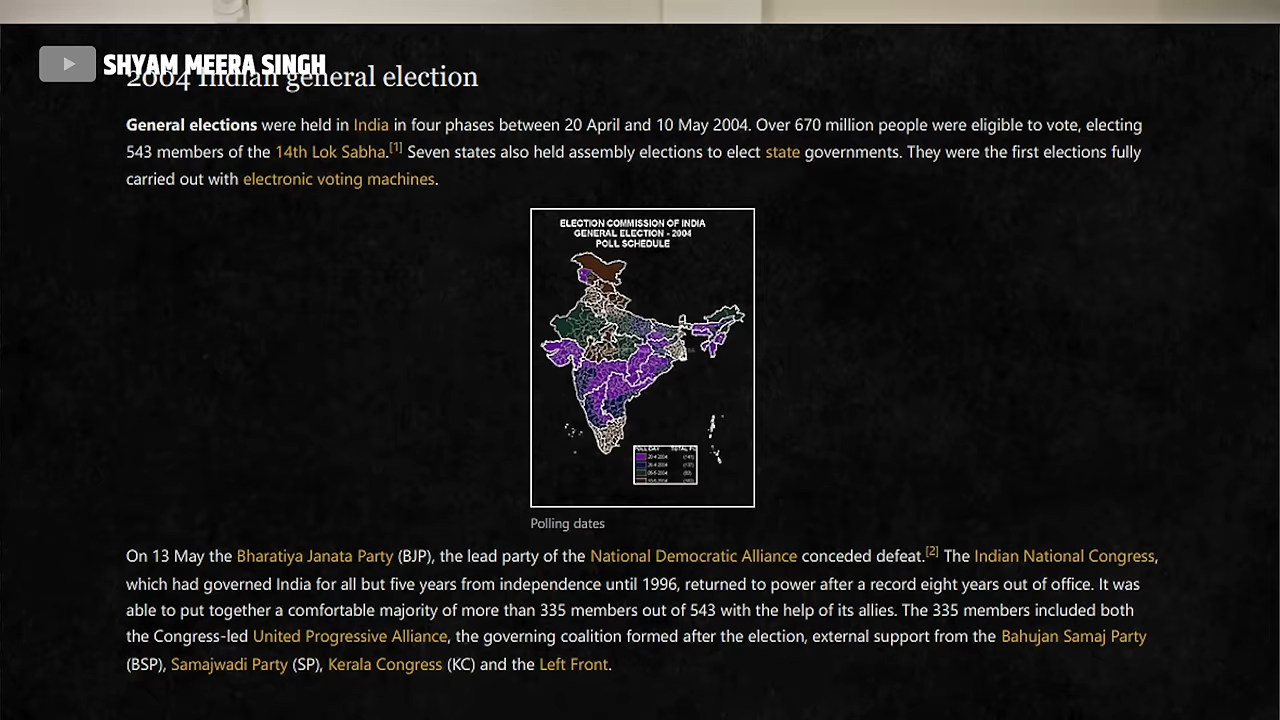 SHYAM MEERA SINGH
2004 Indian general election
General elections were held in India in four phases between 20 April and 10 May 2004. Over 670 million people were eligible to vote, electing
543 members of the 14th Lok Sabha.[1] Seven states also held assembly elections to elect state governments. They were the first elections fully
carried out with electronic voting machines.
ELECTION COMMISSION OF INDIA
GENERAL ELECTION - 2004
POLL SCHEDULE
Polling dates
On 13 May the Bharatiya Janata Party (BJP), the lead party of the National Democratic Alliance conceded defeat.[2] The Indian National Congress,
which had governed India for all but five years from independence until 1996, returned to power after a record eight years out of office. It was
able to put together a comfortable majority of more than 335 members out of 543 with the help of its allies. The 335 members included both
the Congress-led United Progressive Alliance, the governing coalition formed after the election, external support from the Bahujan Samaj Party
(BSP), Samajwadi Party (SP), Kerala Congress (KC) and the Left Front.